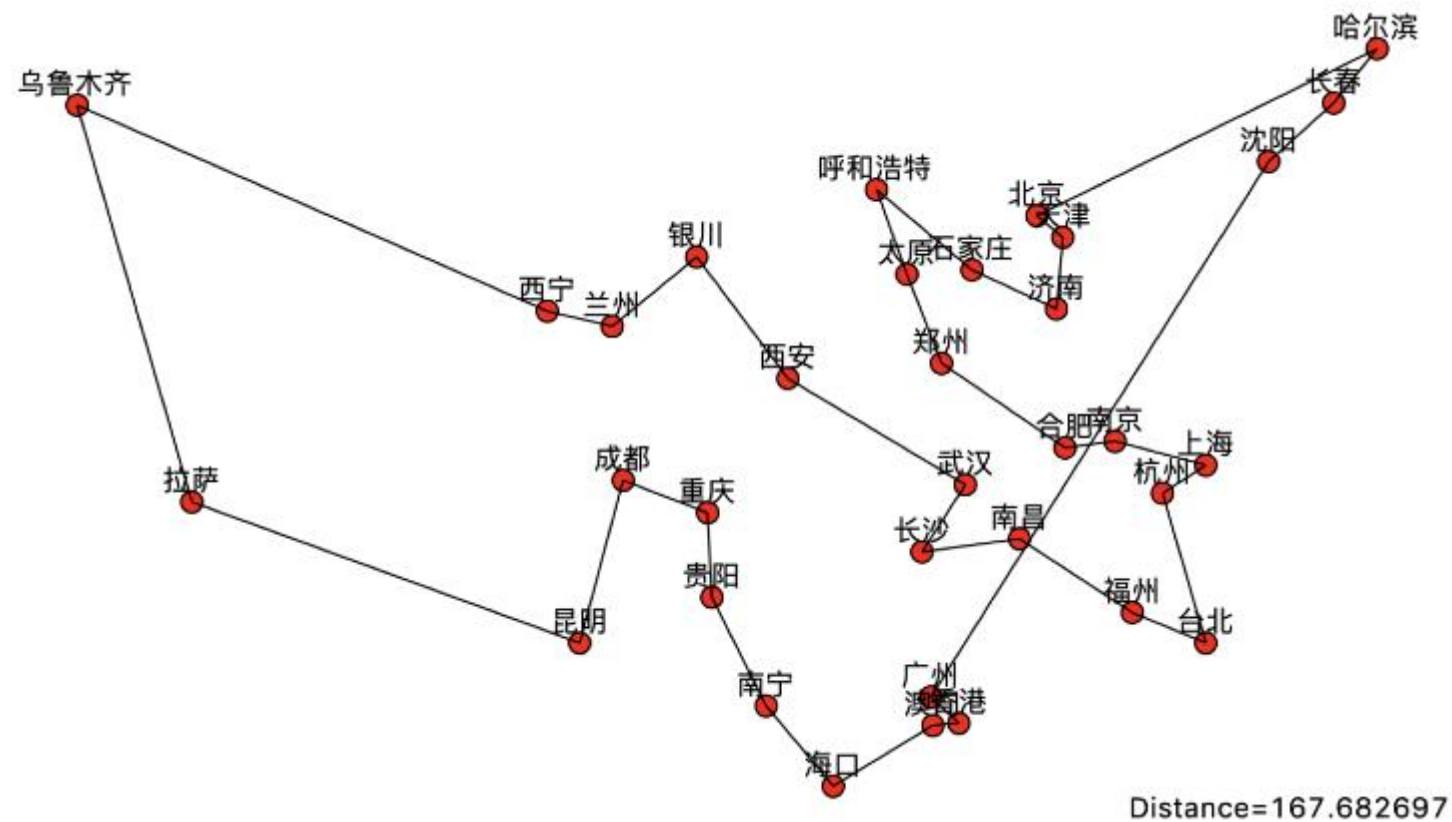 哈尔滨
乌鲁木齐
长春
沈阳
呼和浩特
北京
天津
银川
太原
石家庄
西宁
兰州
济南
郑州
西安
合肥
南京
上海
成都
武汉
杭州
拉萨
重庆
长沙
南昌
贵阳
福州
昆明
台北
广州
南宁
澳门
香港
海口
Distance=167.682697